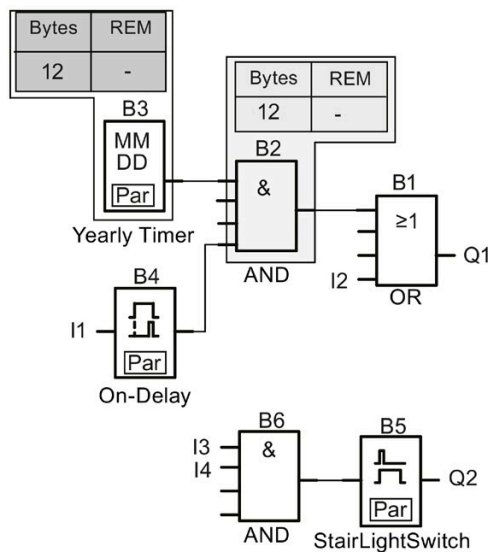 Bytes REM
12 -
B3
MM
DD
Par
Yearly Timer
Bytes REM
12 -
B2
&
AND
B1
≥1
I2
Q1
OR
B4
I1
Par
On-Delay
B6
I3
&
I4
AND
B5
Q2
Par
StairLightSwitch